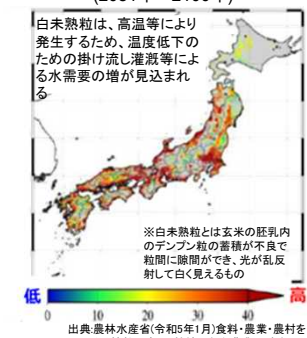 白未熟粒は、高温等により
発生するため、温度低下の
ための掛け流し灌漑等によ
る水需要の増が見込まれ
る
※白未熟粒とは玄米の胚乳内
のデンプン粒の蓄積が不良で
粒間に隙間ができ、光が乱反
射して白く見えるもの
低
高
0 10 20 30 40
出典:農林水産省(令和5年1月)食料・農業・農村を